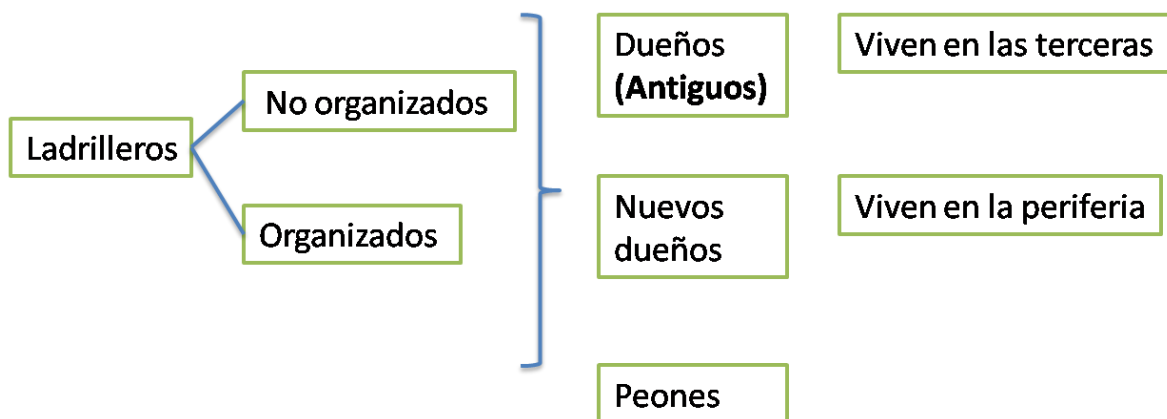 Ladrilleros
No organizados
Organizados
Dueños
(Antiguos)
Viven en las terceras
Nuevos
dueños
Viven en la periferia
Peones